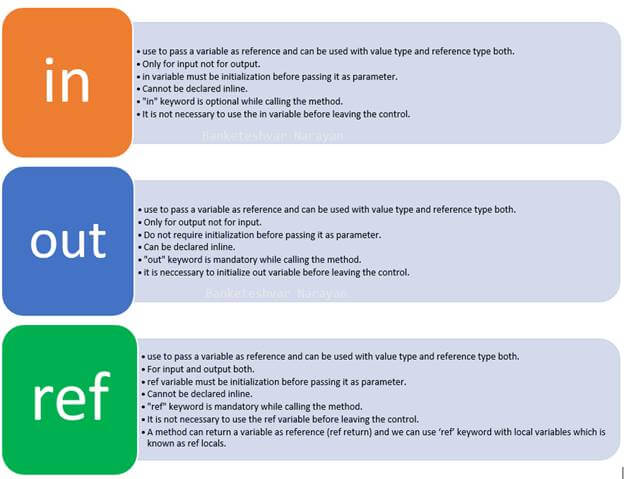 in
• use to pass a variable as reference and can be used with value type and reference type both.
• Only for input not for output.
• in variable must be initialization before passing it as parameter.
• Cannot be declared inline.
• "in" keyword is optional while calling the method.
• It is not necessary to use the in variable before leaving the control.
Banketeshvar Narayan
out
• use to pass a variable as reference and can be used with value type and reference type both.
• Only for output not for input.
• Do not require initialization before passing it as parameter.
• Can be declared inline.
• "out" keyword is mandatory while calling the method.
• it is neccessary to initialize out variable before leaving the control.
Banketeshvar Narayan
ref
• use to pass a variable as reference and can be used with value type and reference type both.
• For input and output both.
• ref variable must be initialization before passing it as parameter.
• Cannot be declared inline.
• "ref" keyword is mandatory while calling the method.
• It is not necessary to use the ref variable before leaving the control.
• A method can return a variable as reference (ref return) and we can use ‘ref’ keyword with local variables which is
known as ref locals.